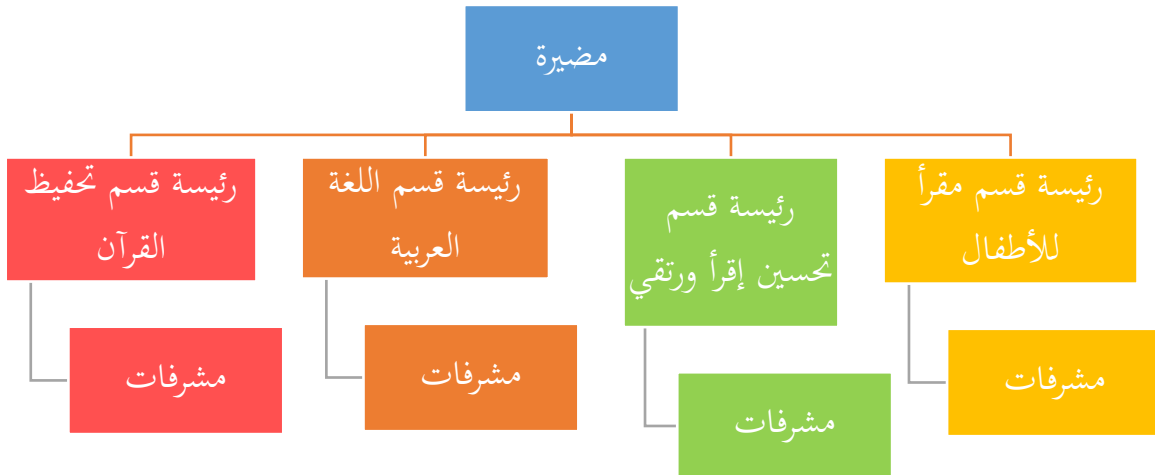 مضيرة
رئيسة قسم مقرأ
للأطفال
رئيسة قسم
تحسين إقرأ ورتقي
رئيسة قسم اللغة
العربية
رئيسة قسم تحفيظ
القرآن
مشرفات
مشرفات
مشرفات
مشرفات